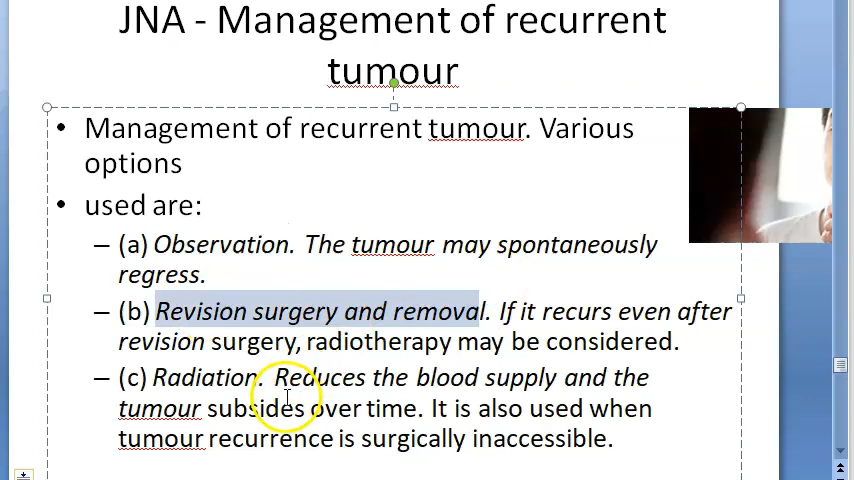 JNA - Management of recurrent
tumour
• Management of recurrent tumour. Various
options
• used are:
– (a) Observation. The tumour may spontaneously
regress.
– (b) Revision surgery and removal. If it recurs even after
revision surgery, radiotherapy may be considered.
– (c) Radiation. Reduces the blood supply and the
tumour subsides over time. It is also used when
tumour recurrence is surgically inaccessible.